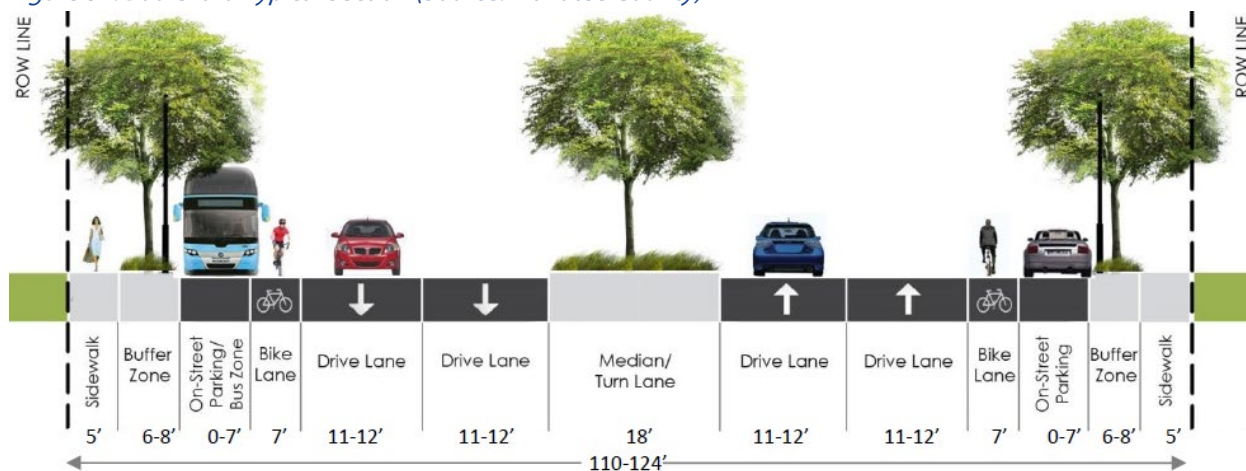 ROW LINE
ROW LINE
Sidewalk
Buffer
Zone
On-Street
Parking/
Bus Zone
Bike
Lane
Drive Lane
Drive Lane
Median/
Turn Lane
Drive Lane
Drive Lane
Bike
Lane
On-Street
Parking
Buffer
Zone
Sidewalk
5’ 6-8’ 0-7’ 7’ 11-12’ 11-12’ 18’ 11-12’ 11-12’ 7’ 0-7’ 6-8’ 5’
110-124’